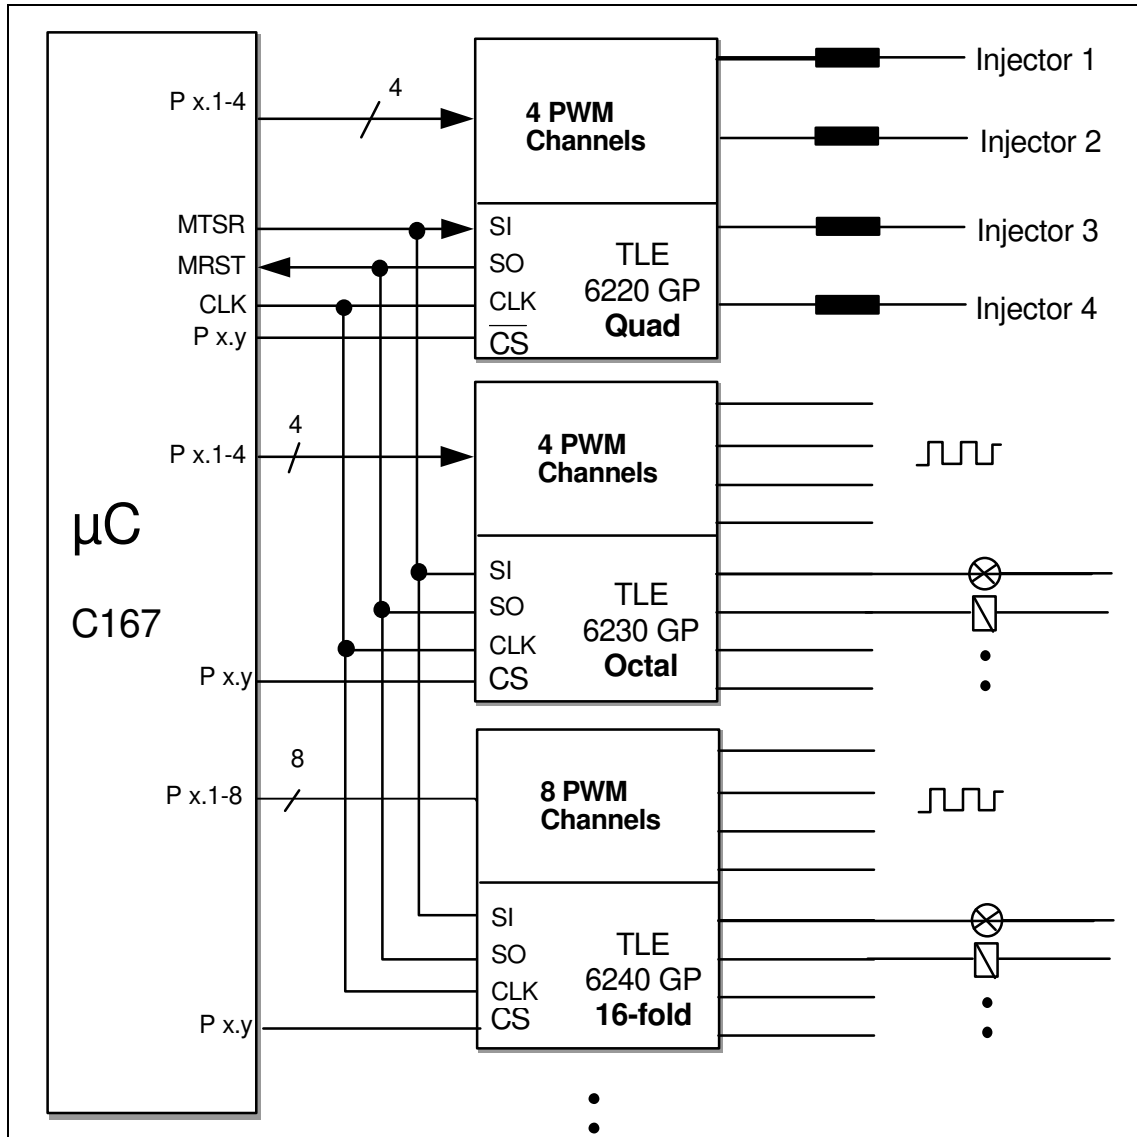 µC
C167
P x.1-4
4
MTSR
MRST
CLK
P x.y
4 PWM
Channels
SI
SO
CLK
CS
TLE
6220 GP
Quad
Injector 1
Injector 2
Injector 3
Injector 4
P x.1-4
4
P x.y
4 PWM
Channels
SI
SO
CLK
CS
TLE
6230 GP
Octal
P x.1-8
8
P x.y
8 PWM
Channels
SI
SO
CLK
CS
TLE
6240 GP
16-fold